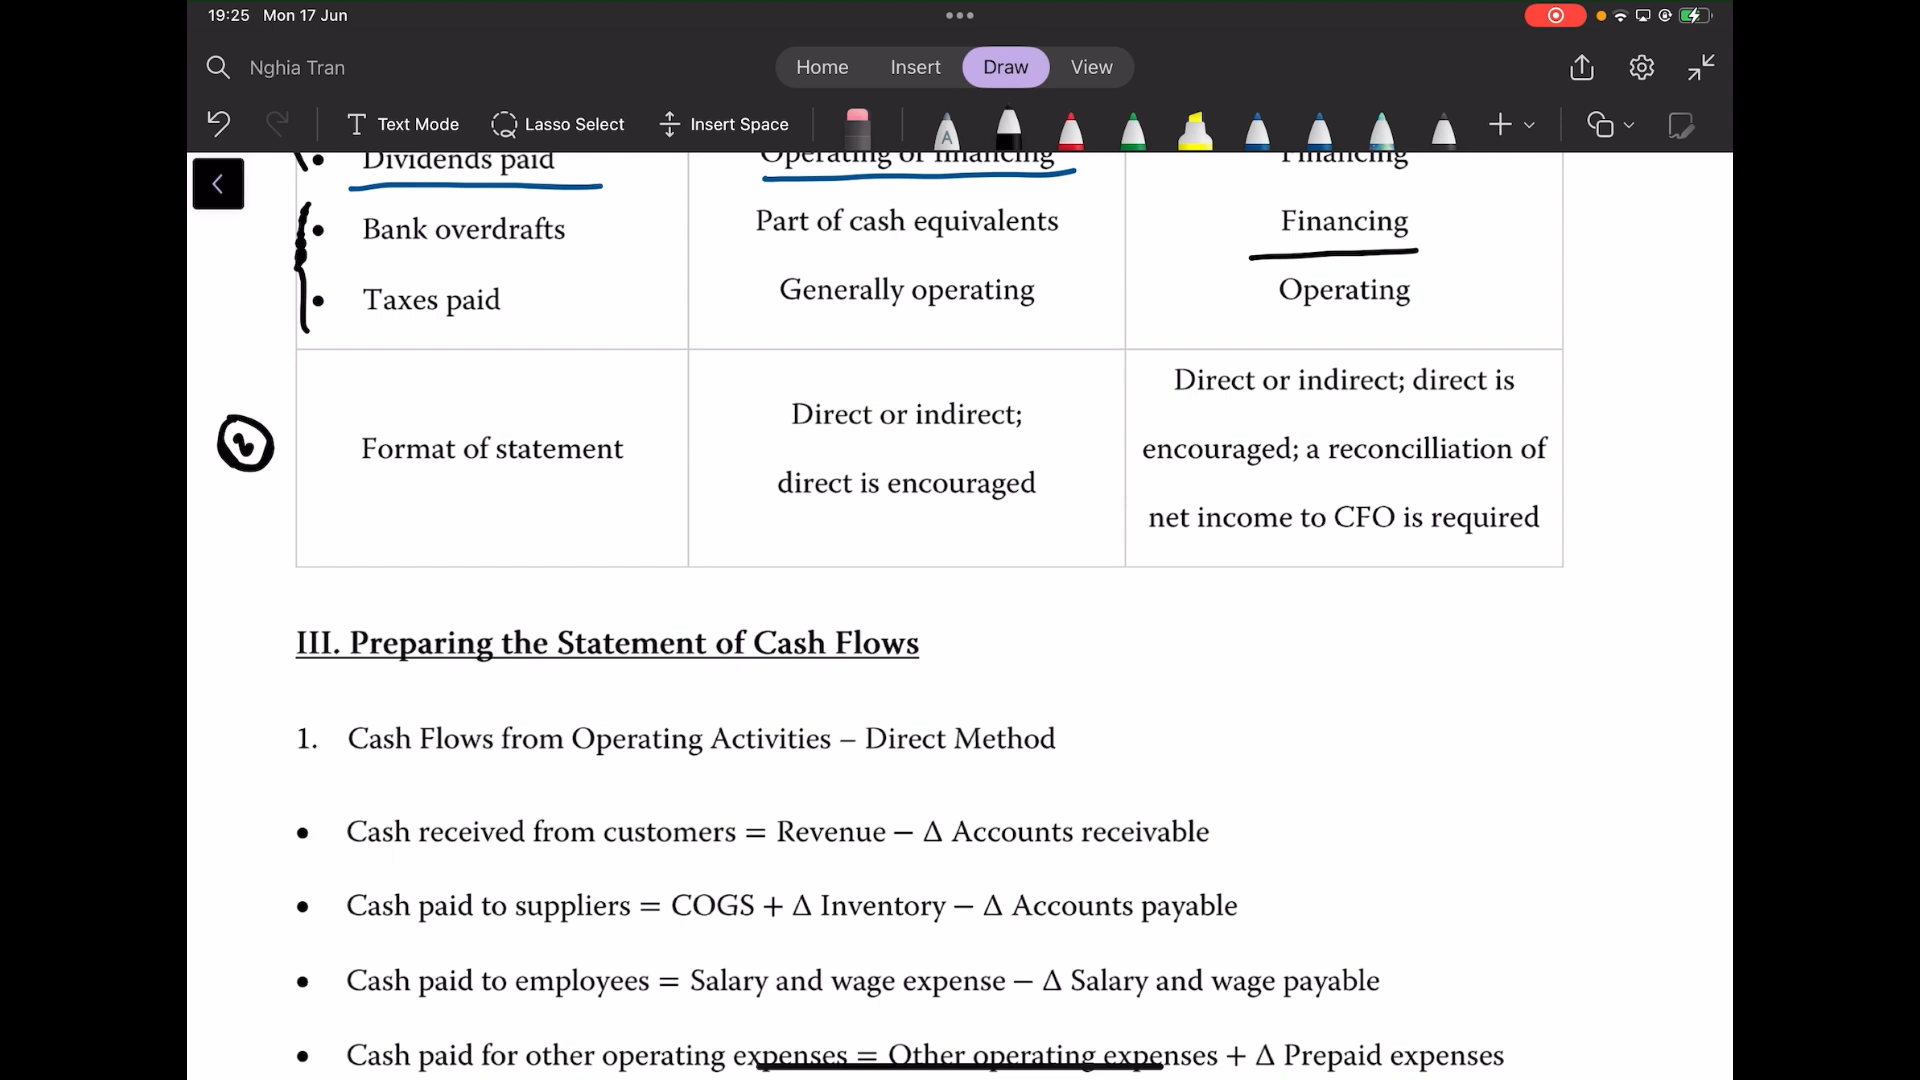 19:25 Mon 17 Jun
Nghia Tran
Home Insert Draw View
Text Mode Lasso Select Insert Space
A
Dividends paid Operating or financing Financing
Bank overdrafts Part of cash equivalents Financing
Taxes paid Generally operating Operating
2
Format of statement
Direct or indirect;
direct is encouraged
Direct or indirect; direct is
encouraged; a reconcilliation of
net income to CFO is required
III. Preparing the Statement of Cash Flows
1. Cash Flows from Operating Activities – Direct Method
• Cash received from customers = Revenue − Δ Accounts receivable
• Cash paid to suppliers = COGS + Δ Inventory − Δ Accounts payable
• Cash paid to employees = Salary and wage expense − Δ Salary and wage payable
• Cash paid for other operating expenses = Other operating expenses + Δ Prepaid expenses